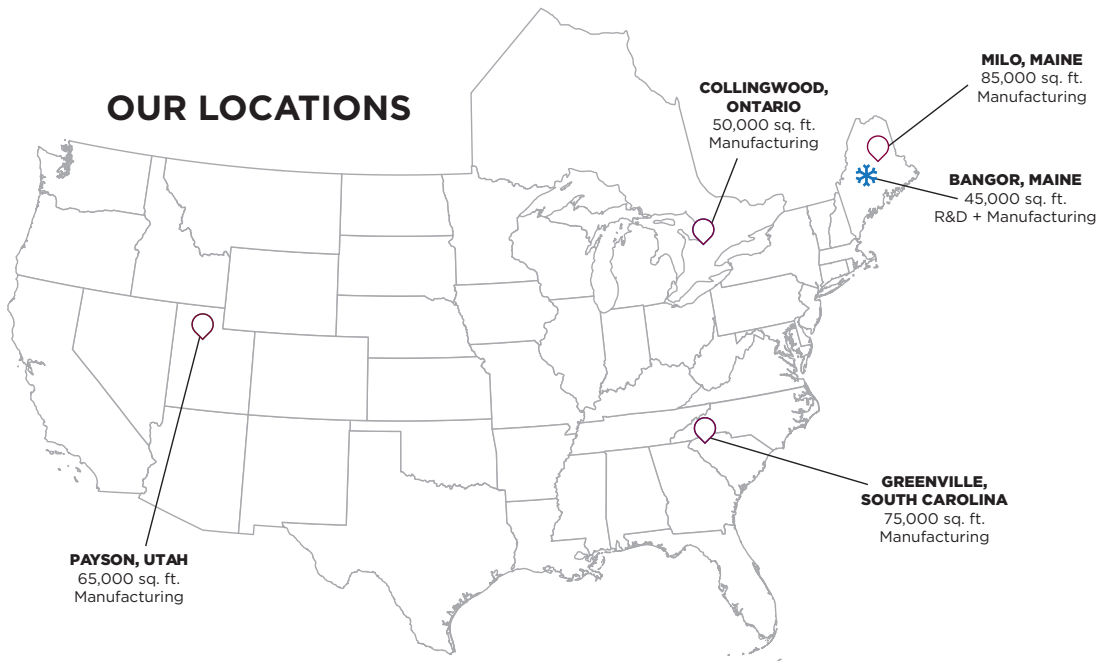 OUR LOCATIONS
COLLINGWOOD,
ONTARIO
50,000 sq. ft.
Manufacturing
MILO, MAINE
85,000 sq. ft.
Manufacturing
BANGOR, MAINE
45,000 sq. ft.
R&D + Manufacturing
GREENVILLE,
SOUTH CAROLINA
75,000 sq. ft.
Manufacturing
PAYSON, UTAH
65,000 sq. ft.
Manufacturing